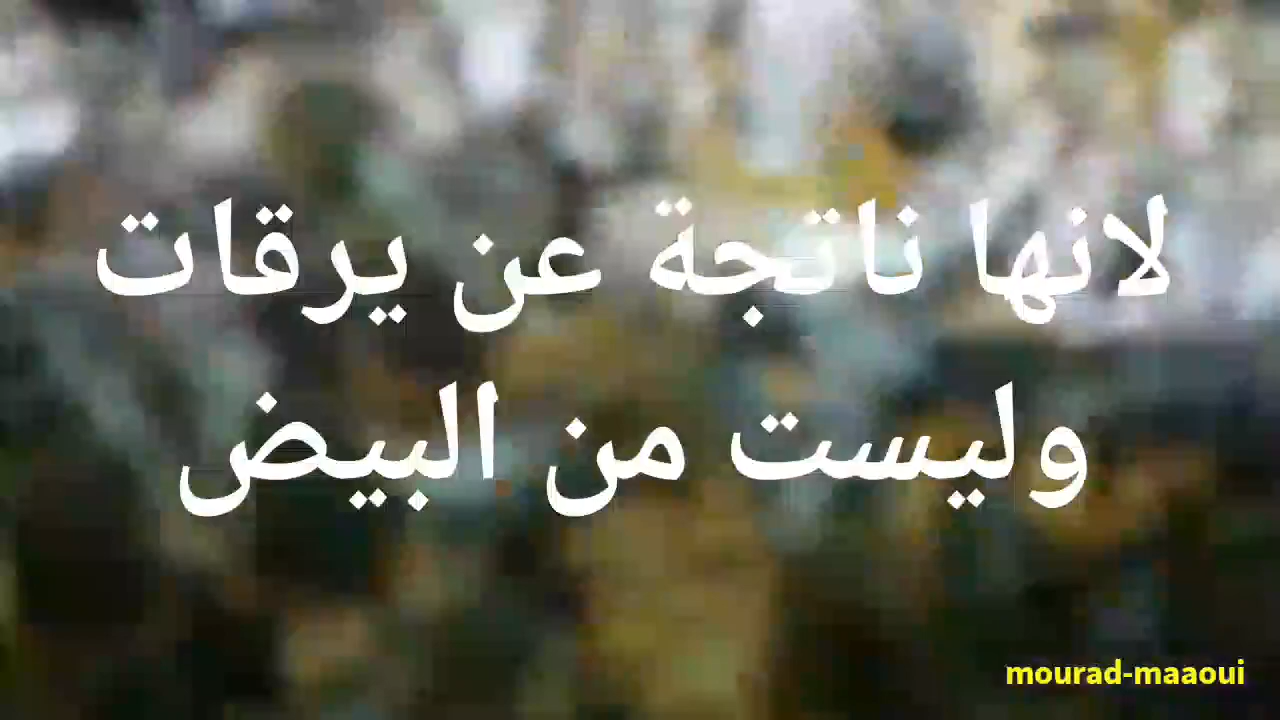 لانها ناتجة عن يرقات
وليست من البيض
mourad-maaoui